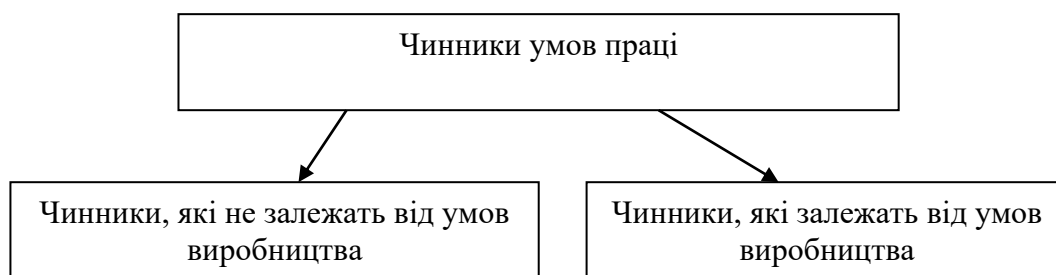 Чинники умов праці
Чинники, які не залежать від умов
виробництва
Чинники, які залежать від умов
виробництва